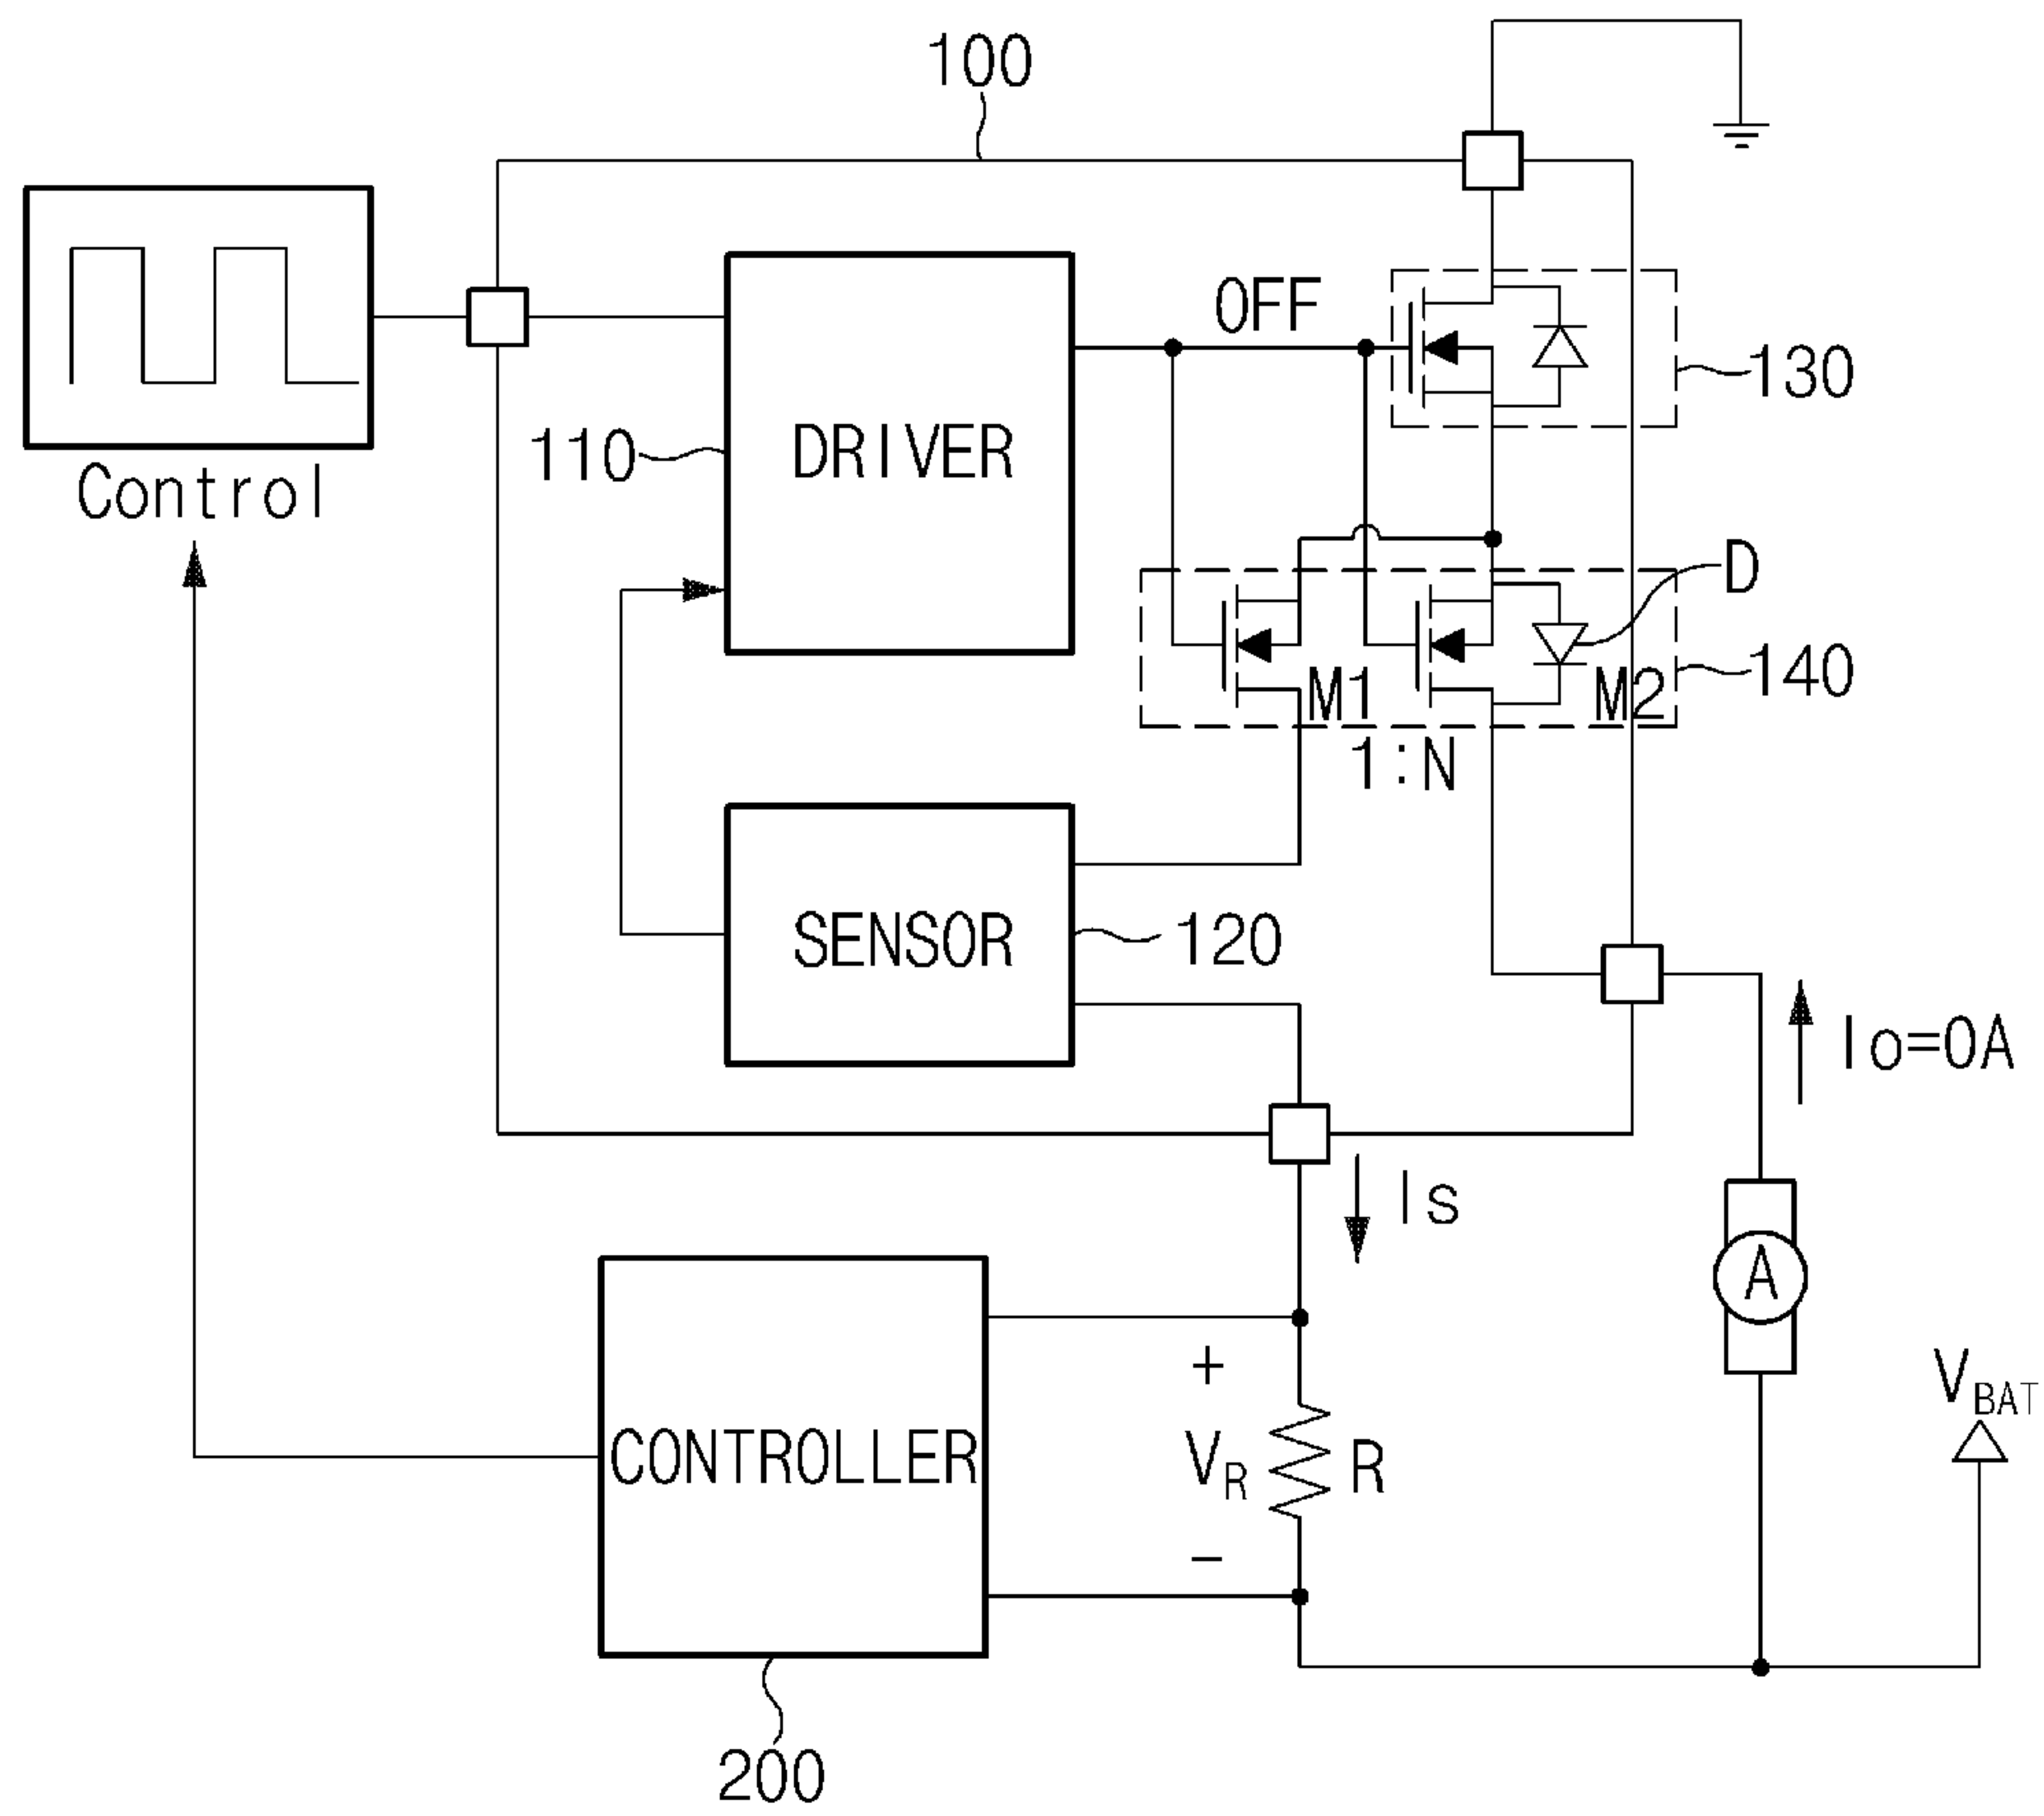 100
OFF
130
110
DRIVER
Control
D
140
M1
M2
1:N
SENSOR
120
Io=0A
Is
A
+
VBAT
CONTROLLER
VR
R
-
200